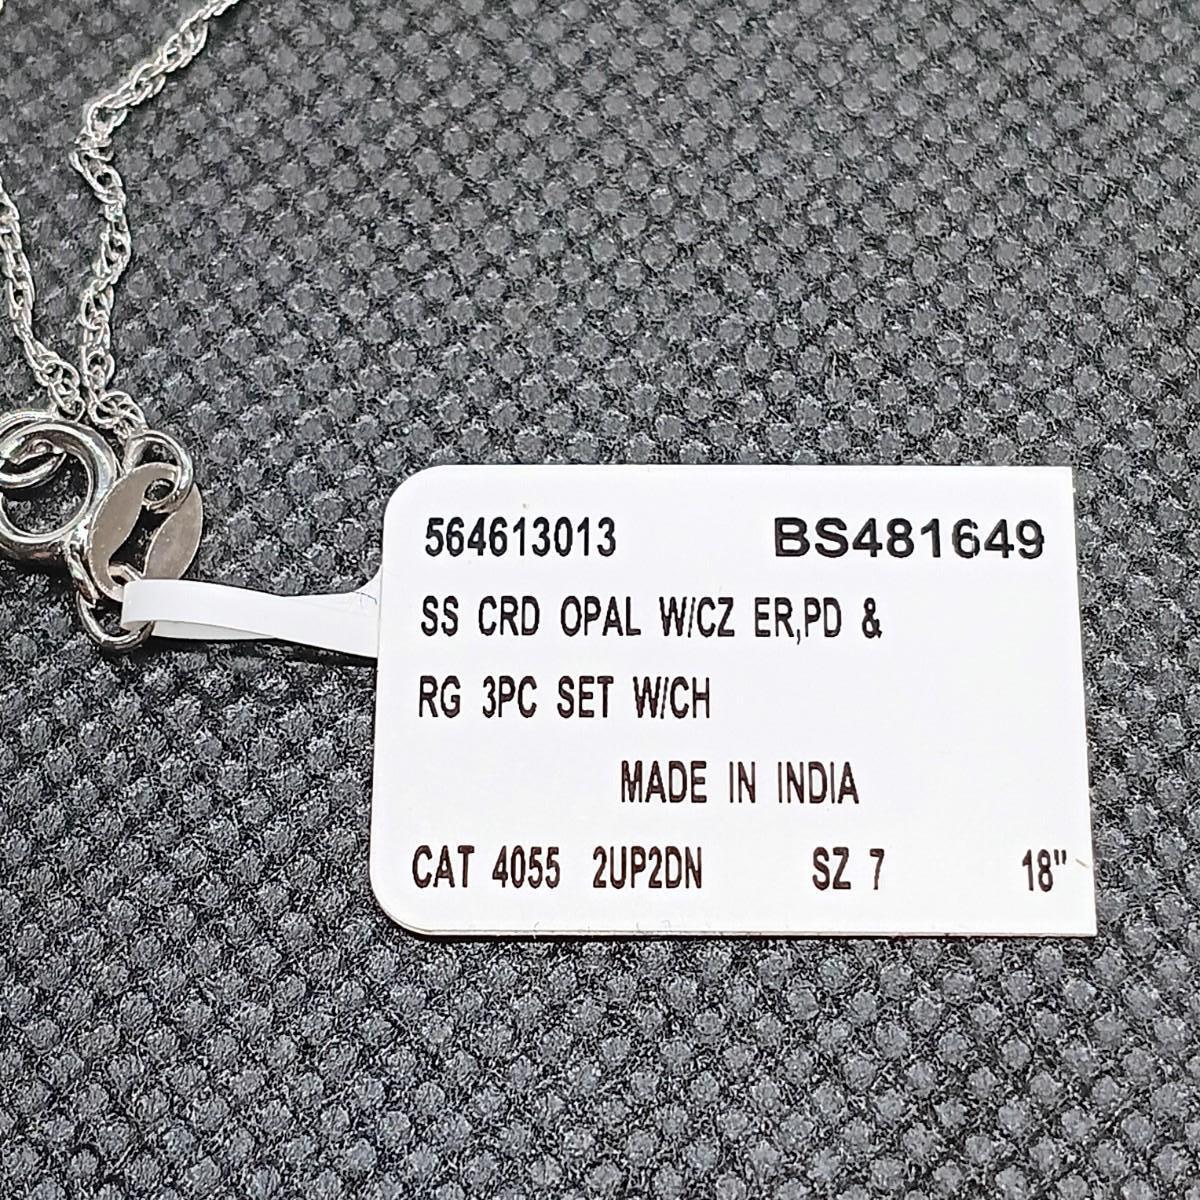 564613013 BS481649
SS CRD OPAL W/CZ ER,PD &
RG 3PC SET W/CH
MADE IN INDIA
CAT 4055 2UP2DN SZ 7 18"